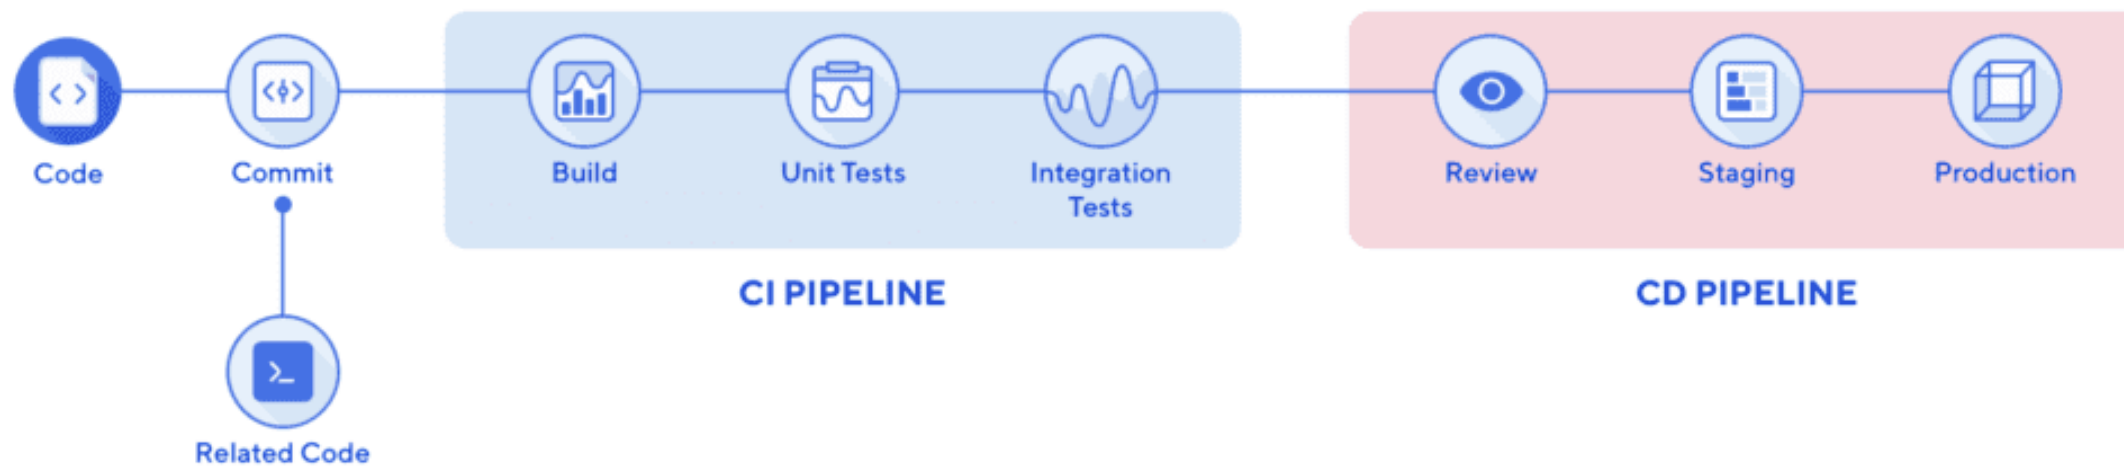 Code
Commit
Build
Unit Tests
Integration
Tests
Review
Staging
Production
CI PIPELINE
CD PIPELINE
Related Code